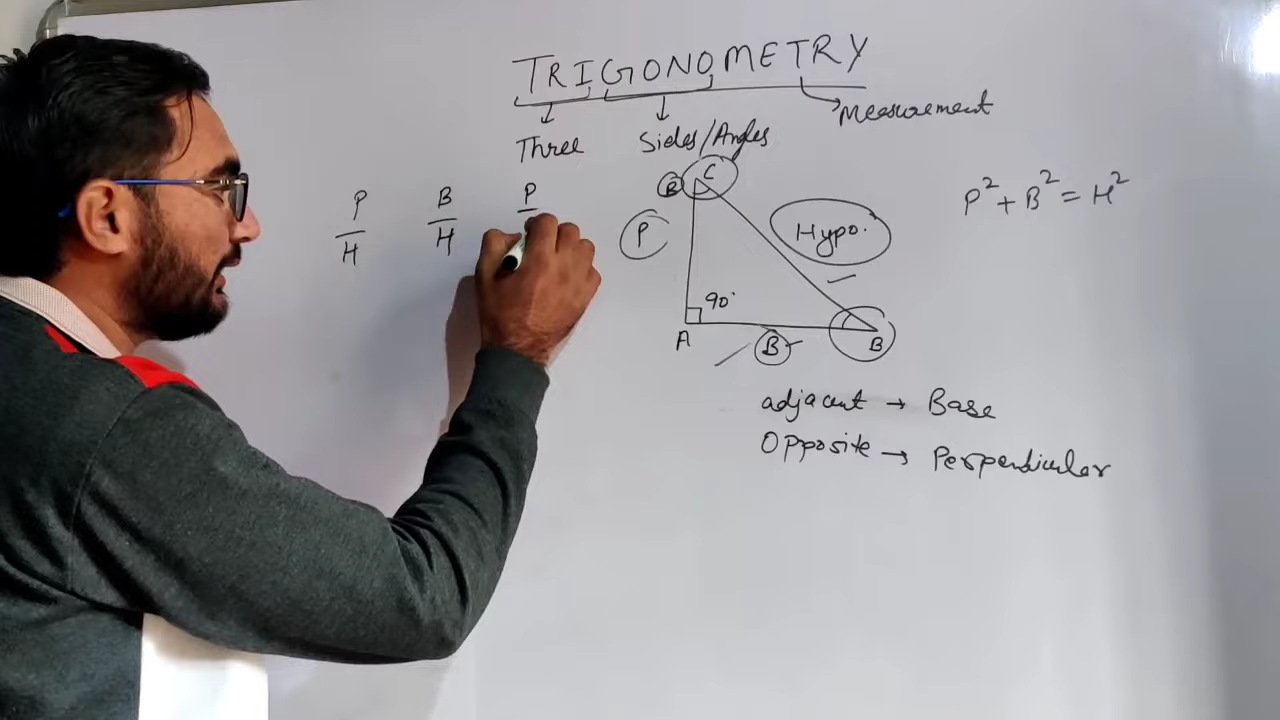 TRIGONOMETRY
Three
Sides/Angles
Measurement
P/H
B/H
P
C
P
Hypo.
90°
A
B
B
P² + B² = H²
adjacent → Base
Opposite → Perpendicular